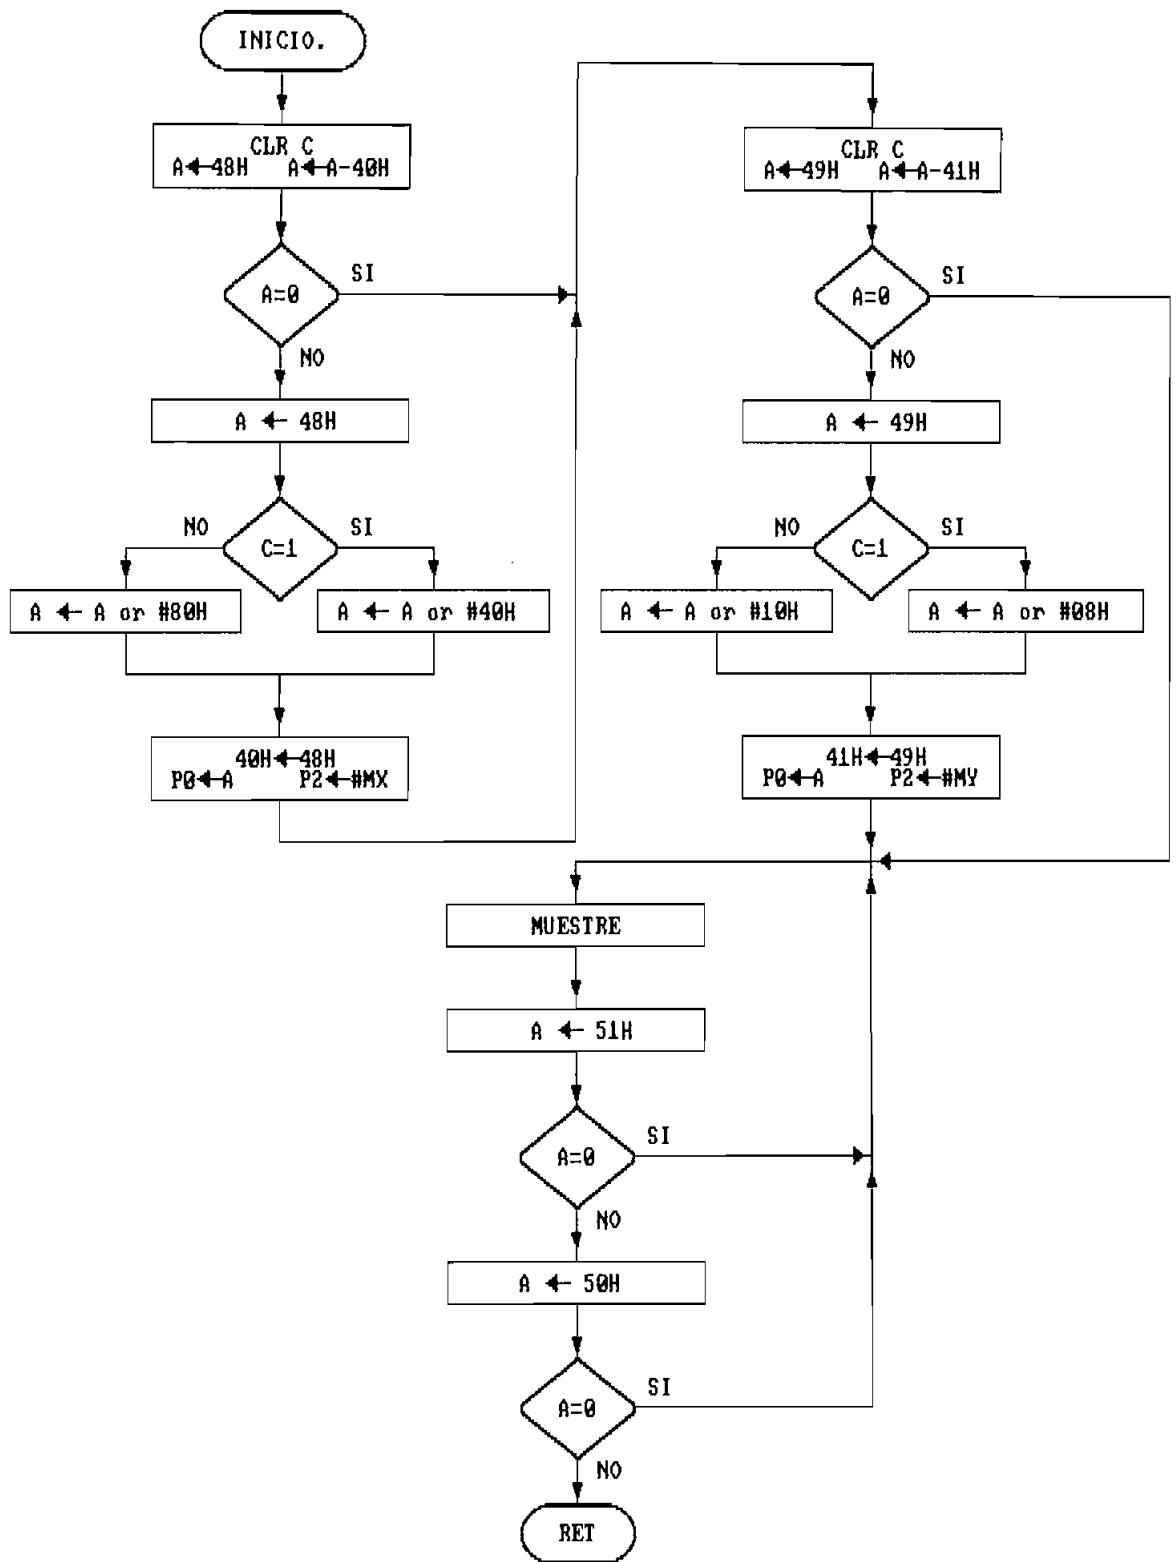 INICIO.
CLR C
A←48H A←A-40H
A=0
SI
NO
A ← 48H
NO
C=1
SI
A ← A or #80H
A ← A or #40H
40H←48H
P0←A P2←#MX
CLR C
A←49H A←A-41H
A=0
SI
NO
A ← 49H
NO
C=1
SI
A ← A or #10H
A ← A or #08H
41H←49H
P0←A P2←#MY
MUESTRE
A ← 51H
A=0
SI
NO
A ← 50H
A=0
SI
NO
RET